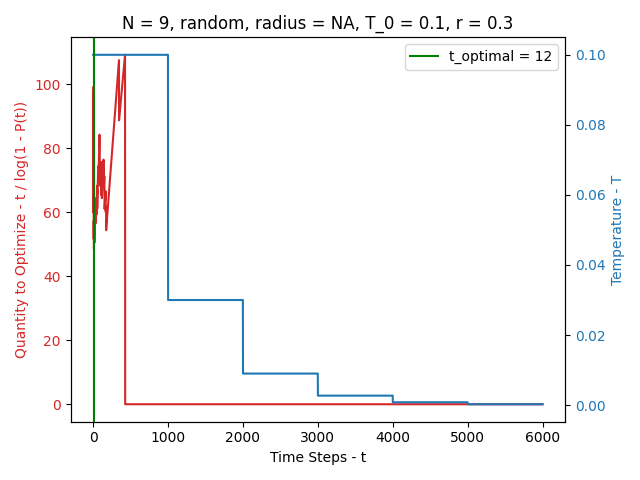 N = 9, random, radius = NA, T_0 = 0.1, r = 0.3
t_optimal = 12
Quantity to Optimize - t / log(1 - P(t))
100
80
60
40
20
0
0.10
0.08
0.06
0.04
0.02
0.00
Temperature - T
0 1000 2000 3000 4000 5000 6000
Time Steps - t